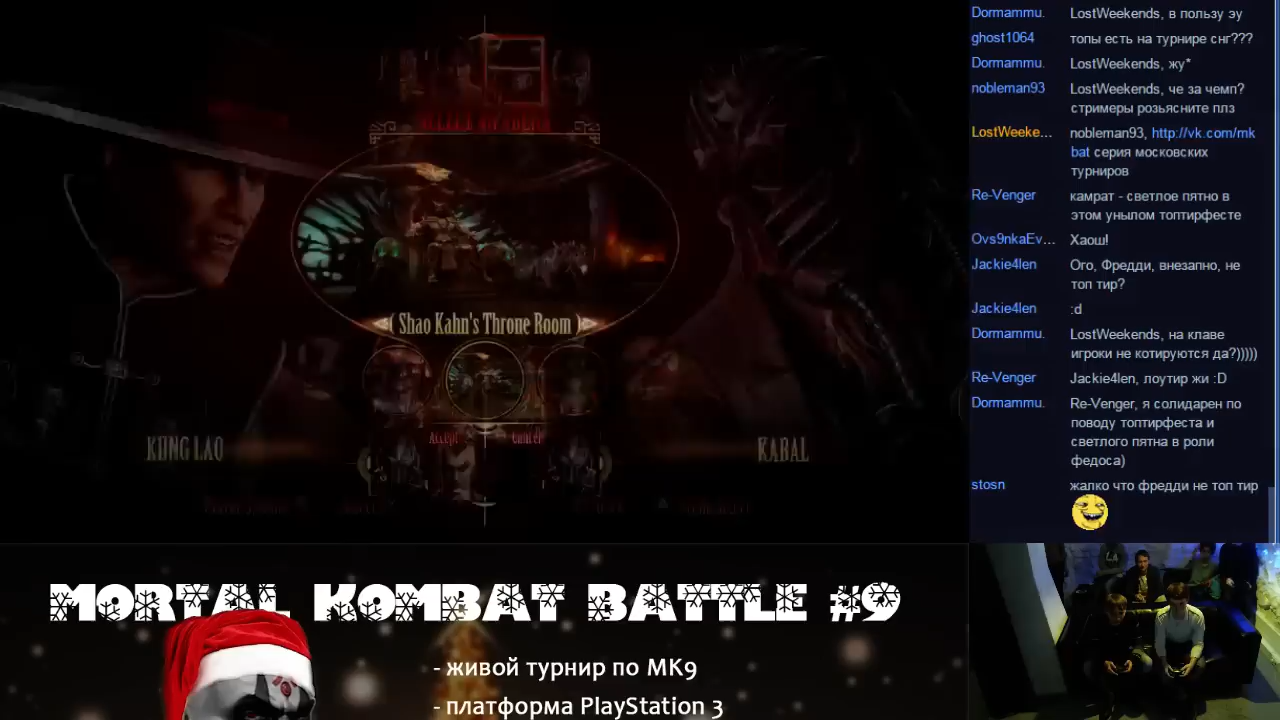 Dormammu. LostWeekends, в пользу эу
ghost1064 топы есть на турнире снг???
Dormammu. LostWeekends, жу*
nobleman93 LostWeekends, че за чемп?
стримеры розьясните плз
LostWeeke... nobleman93, http://vk.com/mk
bat серия московских
турниров
Re-Venger камрат - светлое пятно в
этом унылом топтирфесте
Ovs9nkaEv... Хаош!
Jackie4len Ого, Фредди, внезапно, не
топ тир?
Jackie4len :d
Dormammu. LostWeekends, на клаве
игроки не котируются да?)))))
Re-Venger Jackie4len, лоутир жи :D
Dormammu. Re-Venger, я солидарен по
поводу топтирфеста и
светлого пятна в роли
федоса)
stosn жалко что фредди не топ тир
( Shao Kahn's Throne Room )
Accept Cancel
KUNG LAO
KABAL
MORTAL KOMBAT BATTLE #9
- живой турнир по MK9
- платформа PlayStation 3